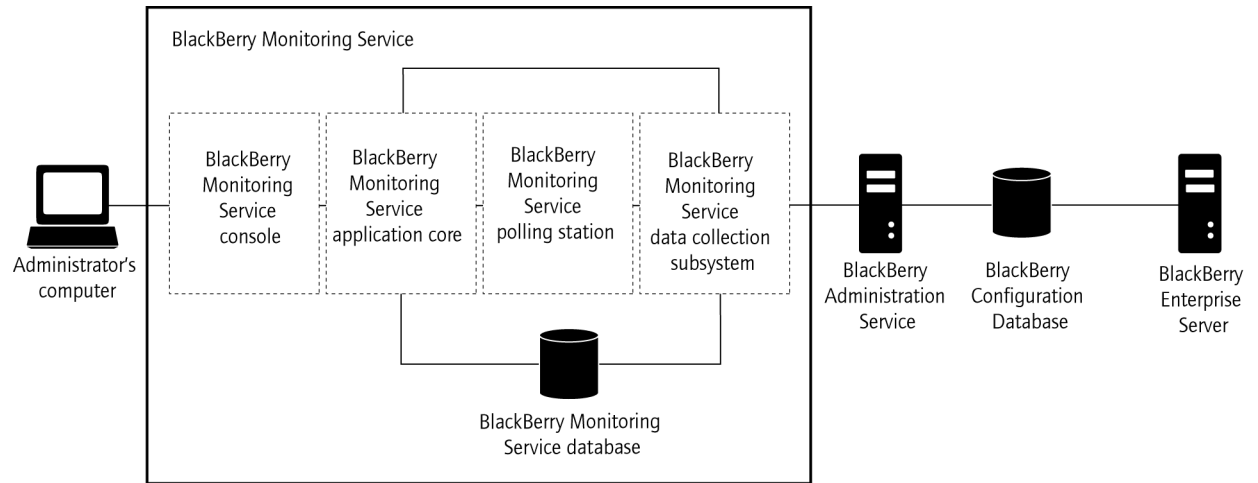 BlackBerry Monitoring Service
BlackBerry
Monitoring
Service
console
BlackBerry
Monitoring
Service
application core
BlackBerry
Monitoring
Service
polling station
BlackBerry
Monitoring
Service
data collection
subsystem
Administrator's
computer
BlackBerry
Administration
Service
BlackBerry
Configuration
Database
BlackBerry
Enterprise
Server
BlackBerry Monitoring
Service database